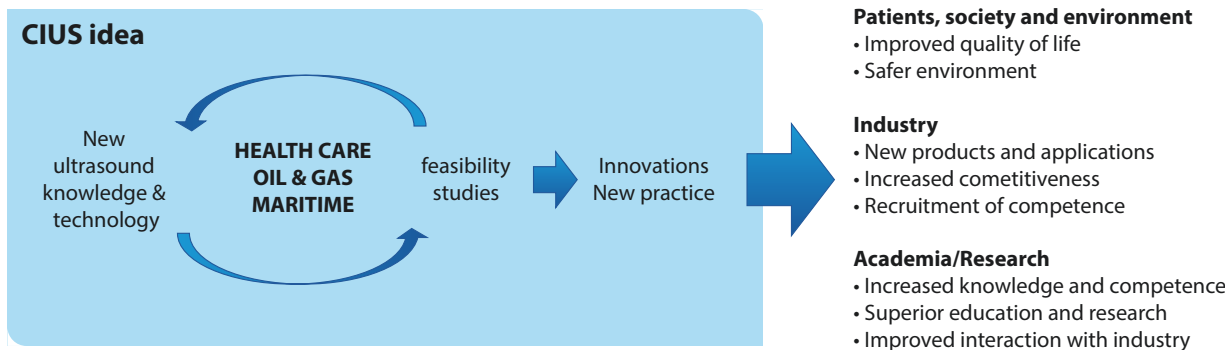 CIUS idea
New
ultrasound
knowledge &
technology
HEALTH CARE
OIL & GAS
MARITIME
feasibility
studies
Innovations
New practice
Patients, society and environment
• Improved quality of life
• Safer environment
Industry
• New products and applications
• Increased cometitiveness
• Recruitment of competence
Academia/Research
• Increased knowledge and competence
• Superior education and research
• Improved interaction with industry